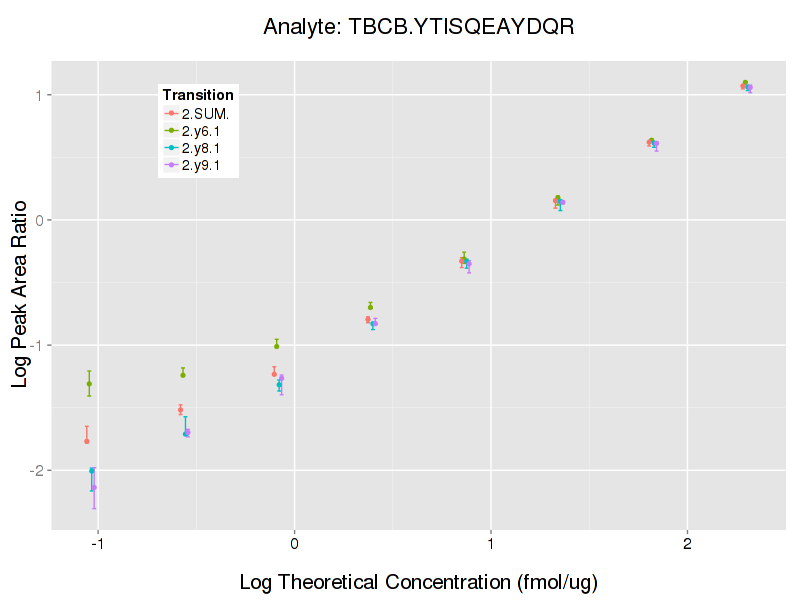 Analyte: TBCB.YTISQEAYDQR
Log Peak Area Ratio
1
0
-1
-2
Transition
2.SUM.
2.y6.1
2.y8.1
2.y9.1
-1
0
1
2
Log Theoretical Concentration (fmol/ug)